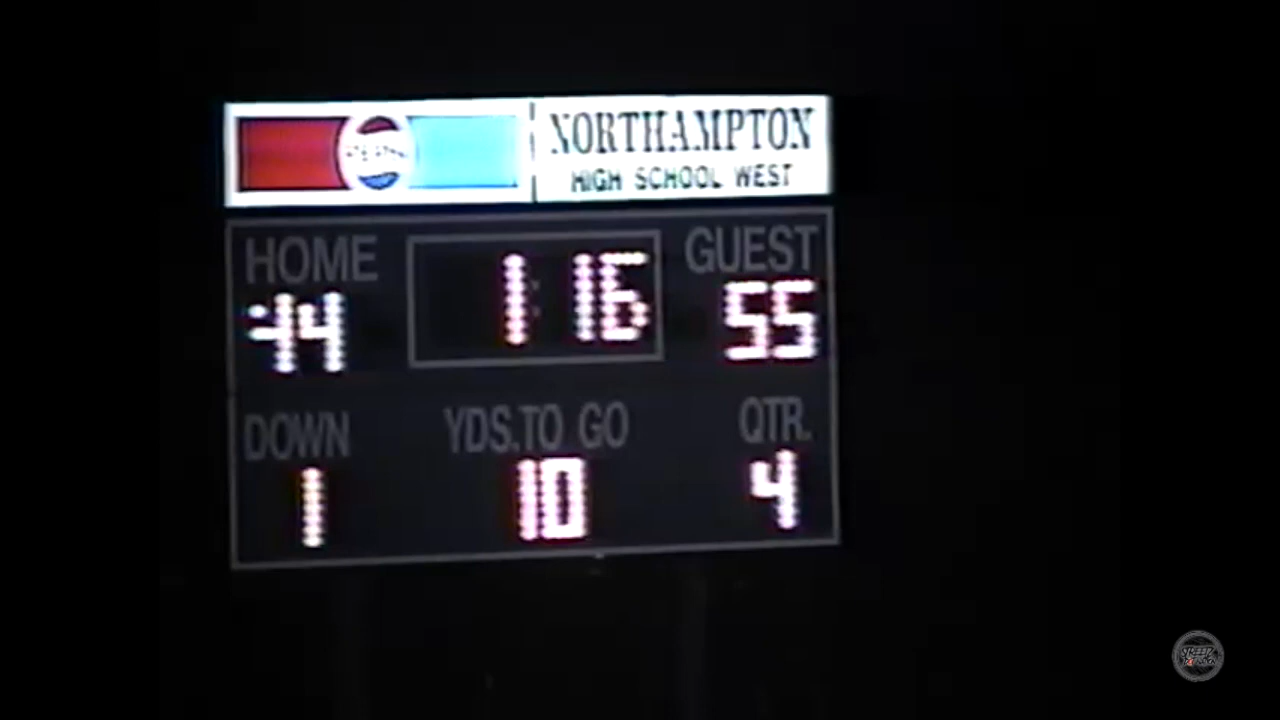 NORTHAMPTON
HIGH SCHOOL WEST
HOME
1:16
GUEST
44
55
DOWN
YDS.TO GO
QTR.
1
10
4